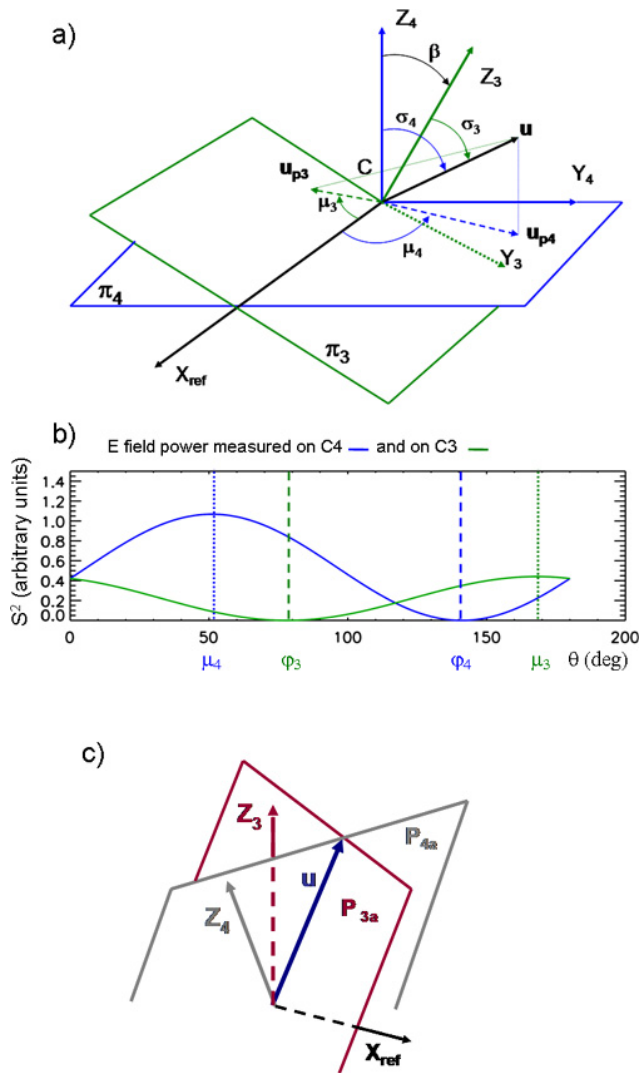 a)
Z4
β
Z3
σ4
σ3
u
C
up3
Y4
μ3
μ4
up4
Y3
π4
π3
Xref
b)
E field power measured on C4 and on C3
S² (arbitrary units)
1.4
1.2
1.0
0.8
0.6
0.4
0.2
0.0
0 50 100 150 200
μ4 φ3 φ4 μ3 θ (deg)
c)
Z3
P4a
u
Z4
P3a
Xref